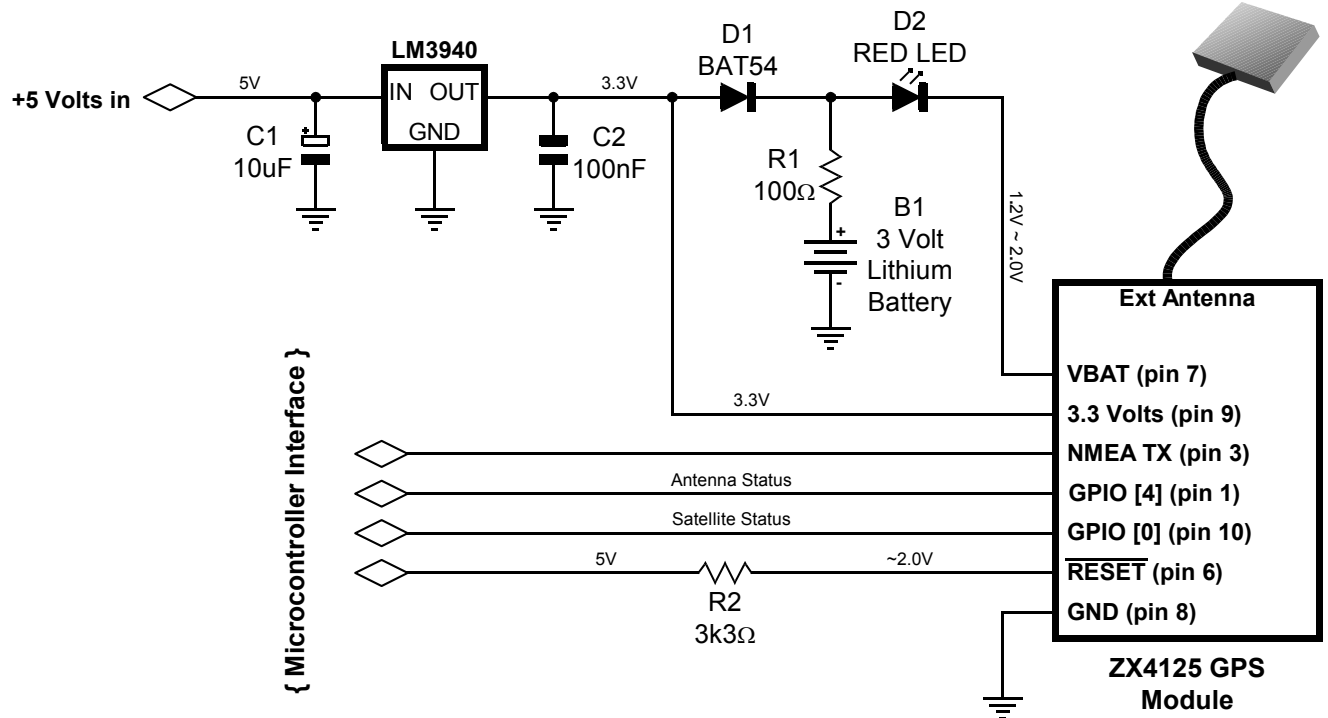 +5 Volts in
5V
C1
10uF
+
LM3940
IN OUT
GND
C2
100nF
3.3V
D1
BAT54
D2
RED LED
R1
100Ω
+
-
B1
3 Volt
Lithium
Battery
1.2V ~ 2.0V
Ext Antenna
VBAT (pin 7)
3.3V
3.3 Volts (pin 9)
NMEA TX (pin 3)
Antenna Status
GPIO [4] (pin 1)
Satellite Status
GPIO [0] (pin 10)
5V
R2
3k3Ω
~2.0V
RESET (pin 6)
GND (pin 8)
{ Microcontroller Interface }
ZX4125 GPS
Module